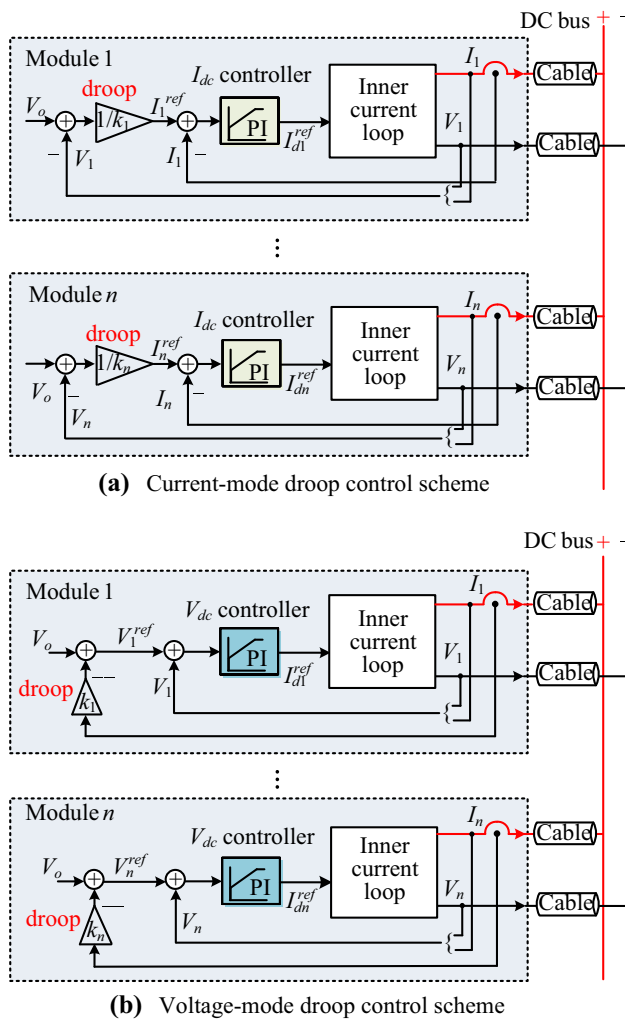 DC bus + −
Module 1
droop
I_dc controller
Inner current loop
I_1
Cable
V_o
1/k_1
I_1^ref
PI
I_d1^ref
V_1
Cable
−
V_1
I_1
−
{
⋮
Module n
droop
I_dc controller
Inner current loop
I_n
Cable
V_o
1/k_n
I_n^ref
PI
I_dn^ref
V_n
Cable
−
V_n
I_n
−
{
(a) Current-mode droop control scheme
DC bus + −
Module 1
V_dc controller
Inner current loop
I_1
Cable
V_o
V_1^ref
PI
I_d1^ref
V_1
Cable
droop
k_1
− −
V_1
{
⋮
Module n
V_dc controller
Inner current loop
I_n
Cable
V_o
V_n^ref
PI
I_dn^ref
V_n
Cable
droop
k_n
−
V_n
{
(b) Voltage-mode droop control scheme